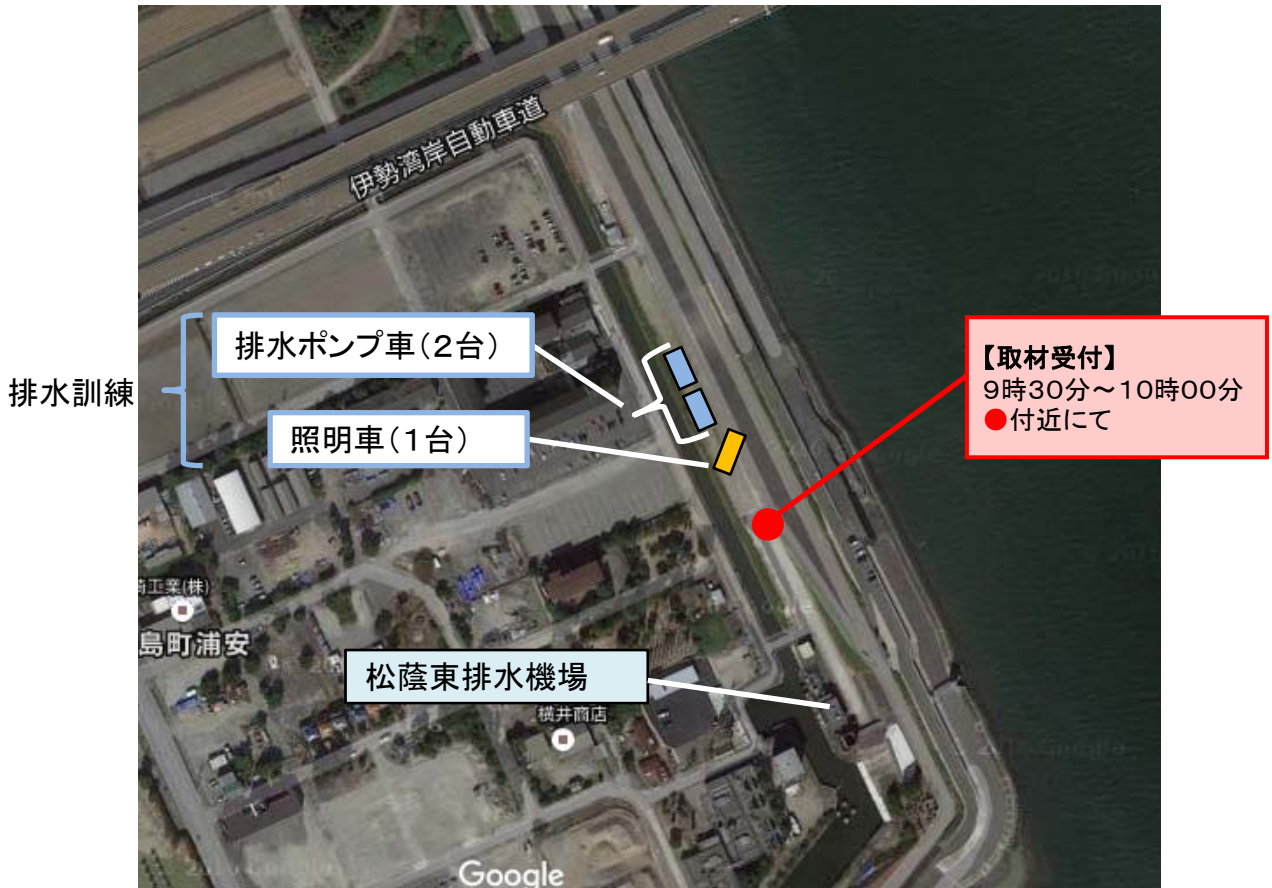 伊勢湾岸自動車道
排水ポンプ車(2台)
排水訓練
照明車(1台)
【取材受付】
9時30分~10時00分
●付近にて
工業(株)
島町浦安
松蔭東排水機場
横井商店
Google